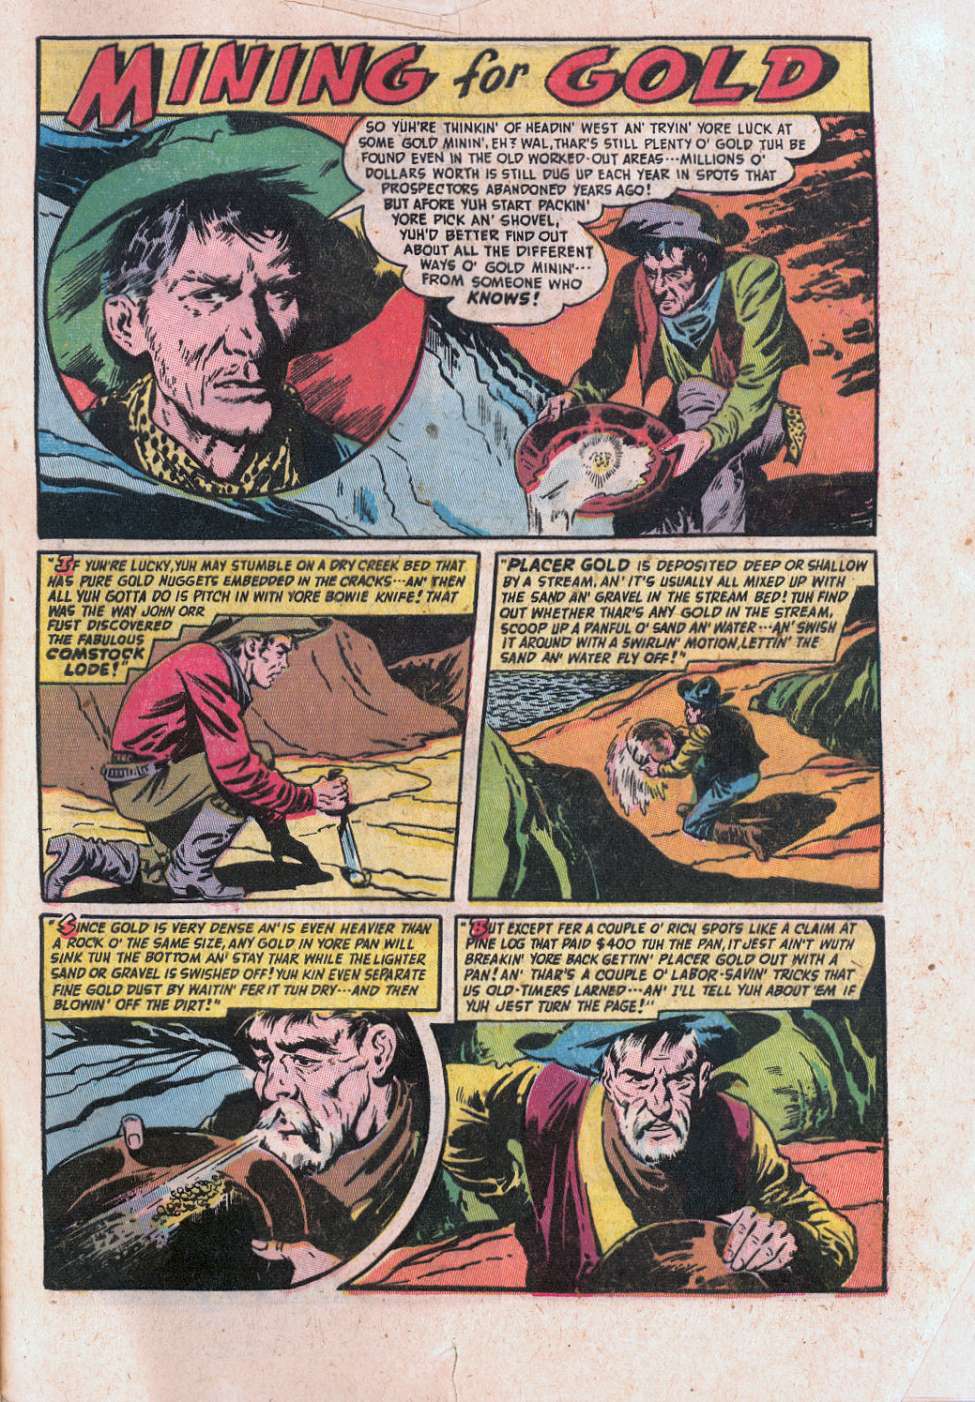 MINING for GOLD
SO YUH'RE THINKIN' OF HEADIN' WEST AN' TRYIN' YORE LUCK AT
SOME GOLD MININ', EH? WAL, THAR'S STILL PLENTY O' GOLD TUH BE
FOUND EVEN IN THE OLD WORKED-OUT AREAS---MILLIONS O'
DOLLARS WORTH IS STILL DUG UP EACH YEAR IN SPOTS THAT
PROSPECTORS ABANDONED YEARS AGO!
BUT AFORE YUH START PACKIN'
YORE PICK AN' SHOVEL,
YUH'D BETTER FIND OUT
ABOUT ALL THE DIFFERENT
WAYS O' GOLD MININ'---
FROM SOMEONE WHO
KNOWS!
"IF YUH'RE LUCKY, YUH MAY STUMBLE ON A DRY CREEK BED THAT
HAS PURE GOLD NUGGETS EMBEDDED IN THE CRACKS---AN' THEN
ALL YUH GOTTA DO IS PITCH IN WITH YORE BOWIE KNIFE! THAT
WAS THE WAY JOHN ORR
FUST DISCOVERED
THE FABULOUS
COMSTOCK
LODE!"
"PLACER GOLD IS DEPOSITED DEEP OR SHALLOW
BY A STREAM, AN' IT'S USUALLY ALL MIXED UP WITH
THE SAND AN' GRAVEL IN THE STREAM BED! TUH FIND
OUT WHETHER THAR'S ANY GOLD IN THE STREAM,
SCOOP UP A PANFUL O' SAND AN' WATER---AN' SWISH
IT AROUND WITH A SWIRLIN' MOTION, LETTIN' THE
SAND AN' WATER FLY OFF!"
"SINCE GOLD IS VERY DENSE AN' IS EVEN HEAVIER THAN
A ROCK O' THE SAME SIZE, ANY GOLD IN YORE PAN WILL
SINK TUH THE BOTTOM AN' STAY THAR WHILE THE LIGHTER
SAND OR GRAVEL IS SWISHED OFF! YUH KIN EVEN SEPARATE
FINE GOLD DUST BY WAITIN' FER IT TUH DRY---AND THEN
BLOWIN' OFF THE DIRT!"
"BUT EXCEPT FER A COUPLE O' RICH SPOTS LIKE A CLAIM AT
PINE LOG THAT PAID $400 TUH THE PAN, IT JEST AIN'T WUTH
BREAKIN' YORE BACK GETTIN' PLACER GOLD OUT WITH A
PAN! AN' THAR'S A COUPLE O' LABOR-SAVIN' TRICKS THAT
US OLD-TIMERS LARNED---AN' I'LL TELL YUH ABOUT 'EM IF
YUH JEST TURN THE PAGE!"